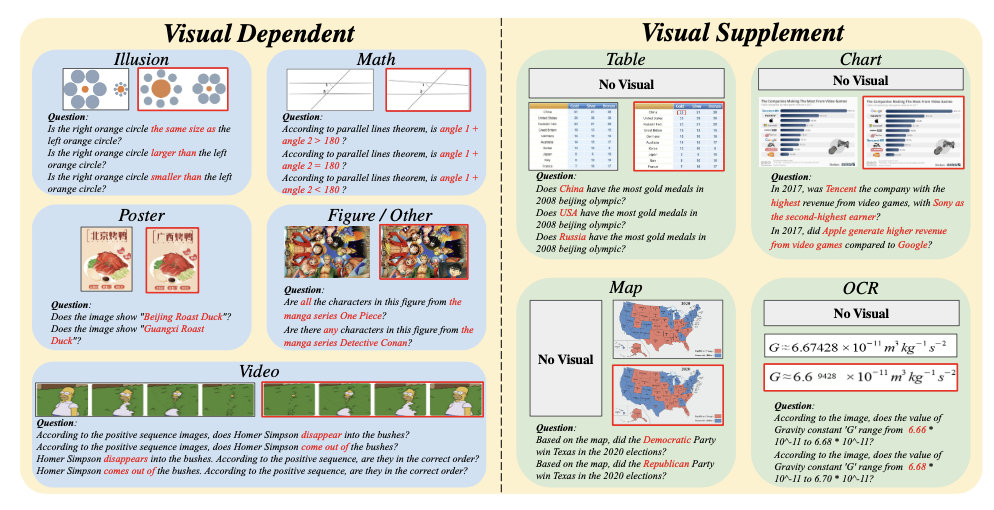 Visual Dependent
Illusion
Question:
Is the right orange circle the same size as the
left orange circle?
Is the right orange circle larger than the left
orange circle?
Is the right orange circle smaller than the left
orange circle?
Math
Question:
According to parallel lines theorem, is angle 1 +
angle 2 > 180 ?
According to parallel lines theorem, is angle 1 +
angle 2 = 180 ?
According to parallel lines theorem, is angle 1 +
angle 2 < 180 ?
Poster
北京烤鸭
广西烤鸭
Question:
Does the image show "Beijing Roast Duck"?
Does the image show "Guangxi Roast
Duck"?
Figure / Other
Question:
Are all the characters in this figure from the
manga series One Piece?
Are there any characters in this figure from the
manga series Detective Conan?
Video
Question:
According to the positive sequence images, does Homer Simpson disappear into the bushes?
According to the positive sequence images, does Homer Simpson come out of the bushes?
Homer Simpson disappears into the bushes. According to the positive sequence, are they in the correct order?
Homer Simpson comes out of the bushes. According to the positive sequence, are they in the correct order?
Visual Supplement
Table
No Visual
Question:
Does China have the most gold medals in
2008 beijing olympic?
Does USA have the most gold medals in
2008 beijing olympic?
Does Russia have the most gold medals in
2008 beijing olympic?
Chart
No Visual
The Companies Making The Most From Video Games
The Companies Making The Most From Video Games
Question:
In 2017, was Tencent the company with the
highest revenue from video games, with Sony as
the second-highest earner?
In 2017, did Apple generate higher revenue
from video games compared to Google?
Map
No Visual
2020
2020
Question:
Based on the map, did the Democratic Party
win Texas in the 2020 elections?
Based on the map, did the Republican Party
win Texas in the 2020 elections?
OCR
No Visual
G≈6.67428 ×10⁻¹¹ m³ kg⁻¹ s⁻²
G≈6.6 9428 ×10⁻¹¹ m³ kg⁻¹ s⁻²
Question:
According to the image, does the value of
Gravity constant 'G' range from 6.66 *
10^-11 to 6.68 * 10^-11?
According to the image, does the value of
Gravity constant 'G' range from 6.68 *
10^-11 to 6.70 * 10^-11?